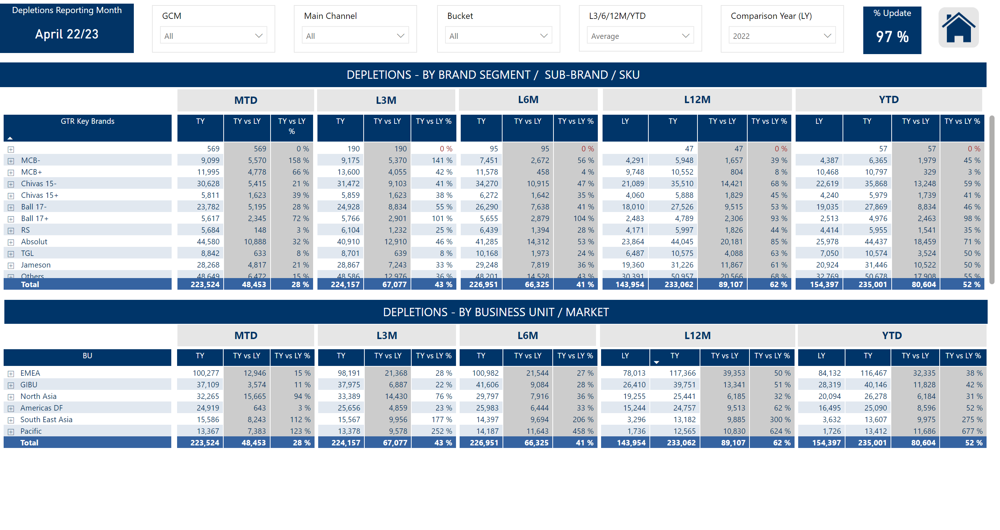 Depletions Reporting Month
April 22/23
GCM
All
Main Channel
All
Bucket
All
L3/6/12M/YTD
Average
Comparison Year (LY)
2022
% Update
97 %
DEPLETIONS - BY BRAND SEGMENT / SUB-BRAND / SKU
MTD L3M L6M L12M YTD
GTR Key Brands TY TY vs LY TY vs LY % TY TY vs LY TY vs LY % TY TY vs LY TY vs LY % LY TY TY vs LY TY vs LY % LY TY TY vs LY TY vs LY %
569 569 0 % 190 190 0 % 95 95 0 % 47 47 0 % 57 57 0 %
MCB- 9,099 5,570 158 % 9,175 5,370 141 % 7,451 2,672 56 % 4,291 5,948 1,657 39 % 4,387 6,365 1,979 45 %
MCB+ 11,995 4,778 66 % 13,600 4,055 42 % 11,578 458 4 % 9,748 10,552 804 8 % 10,468 10,797 329 3 %
Chivas 15- 30,628 5,415 21 % 31,472 9,103 41 % 34,270 10,915 47 % 21,089 35,510 14,421 68 % 22,619 35,868 13,248 59 %
Chivas 15+ 5,811 1,623 39 % 5,859 1,623 38 % 6,272 1,642 35 % 4,060 5,888 1,829 45 % 4,240 5,979 1,739 41 %
Ball 17- 23,782 5,195 28 % 24,928 8,834 55 % 26,290 7,638 41 % 18,010 27,526 9,515 53 % 19,035 27,869 8,834 46 %
Ball 17+ 5,617 2,345 72 % 5,766 2,901 101 % 5,655 2,879 104 % 2,483 4,789 2,306 93 % 2,513 4,976 2,463 98 %
RS 5,684 148 3 % 6,104 1,232 25 % 6,439 1,394 28 % 4,171 5,997 1,826 44 % 4,414 5,955 1,541 35 %
Absolut 44,580 10,888 32 % 40,910 12,910 46 % 41,285 14,312 53 % 23,864 44,045 20,181 85 % 25,978 44,437 18,459 71 %
TGL 8,842 633 8 % 8,701 639 8 % 10,168 1,973 24 % 6,487 10,575 4,088 63 % 7,050 10,574 3,524 50 %
Jameson 28,268 4,817 21 % 28,867 7,243 33 % 29,248 7,819 36 % 19,360 31,226 11,867 61 % 20,924 31,446 10,522 50 %
Others 48,649 6,472 15 % 48,586 12,976 36 % 48,201 14,528 43 % 30,391 50,957 20,566 68 % 32,769 50,678 17,908 55 %
Total 223,524 48,453 28 % 224,157 67,077 43 % 226,951 66,325 41 % 143,954 233,062 89,107 62 % 154,397 235,001 80,604 52 %
DEPLETIONS - BY BUSINESS UNIT / MARKET
MTD L3M L6M L12M YTD
BU TY TY vs LY TY vs LY % TY TY vs LY TY vs LY % TY TY vs LY TY vs LY % LY TY TY vs LY TY vs LY % LY TY TY vs LY TY vs LY %
EMEA 100,277 12,946 15 % 98,191 21,368 28 % 100,982 21,544 27 % 78,013 117,366 39,353 50 % 84,132 116,467 32,335 38 %
GIBU 37,109 3,574 11 % 37,975 6,887 22 % 41,606 9,084 28 % 26,410 39,751 13,341 51 % 28,319 40,146 11,828 42 %
North Asia 32,265 15,665 94 % 33,389 14,430 76 % 29,797 7,916 36 % 19,255 25,441 6,185 32 % 20,094 26,278 6,184 31 %
Americas DF 24,919 643 3 % 25,656 4,859 23 % 25,983 6,444 33 % 15,244 24,757 9,513 62 % 16,495 25,090 8,596 52 %
South East Asia 15,586 8,243 112 % 15,567 9,956 177 % 14,397 9,694 206 % 3,296 13,182 9,885 300 % 3,632 13,607 9,975 275 %
Pacific 13,367 7,383 123 % 13,378 9,578 252 % 14,187 11,643 458 % 1,736 12,565 10,830 624 % 1,726 13,412 11,686 677 %
Total 223,524 48,453 28 % 224,157 67,077 43 % 226,951 66,325 41 % 143,954 233,062 89,107 62 % 154,397 235,001 80,604 52 %